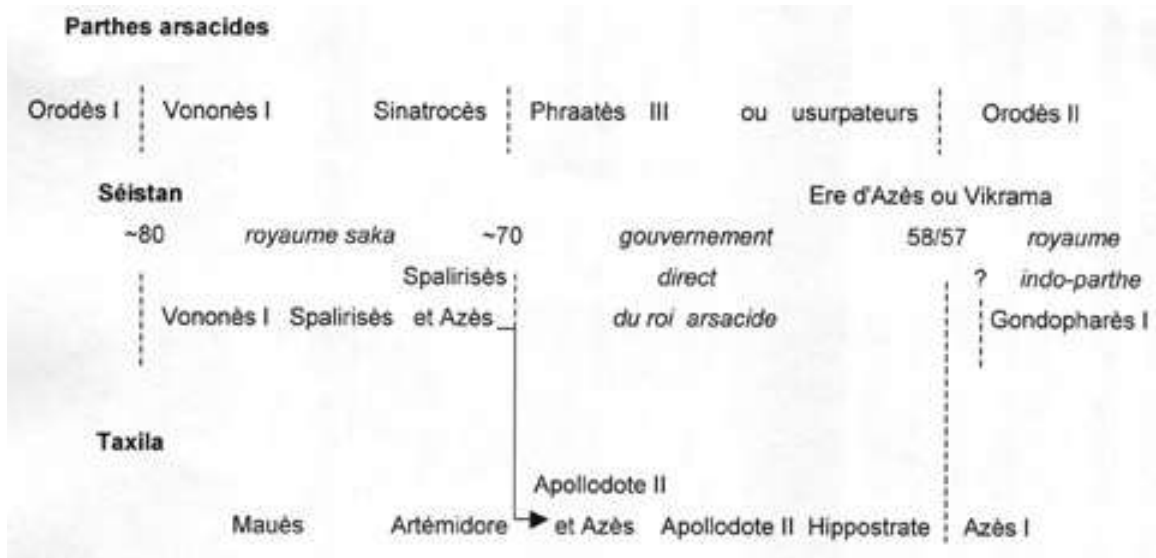 Parthes arsacides
Orodès I Vononès I Sinatrocès Phraatès III ou usurpateurs Orodès II
Séistan
Ere d'Azès ou Vikrama
~80 royaume saka ~70 gouvernement 58/57 royaume
Spalirisès direct ? indo-parthe
Vononès I Spalirisès et Azès du roi arsacide Gondopharès I
Taxila
Apollodote II
Mauès Artémidore et Azès Apollodote II Hippostrate Azès I